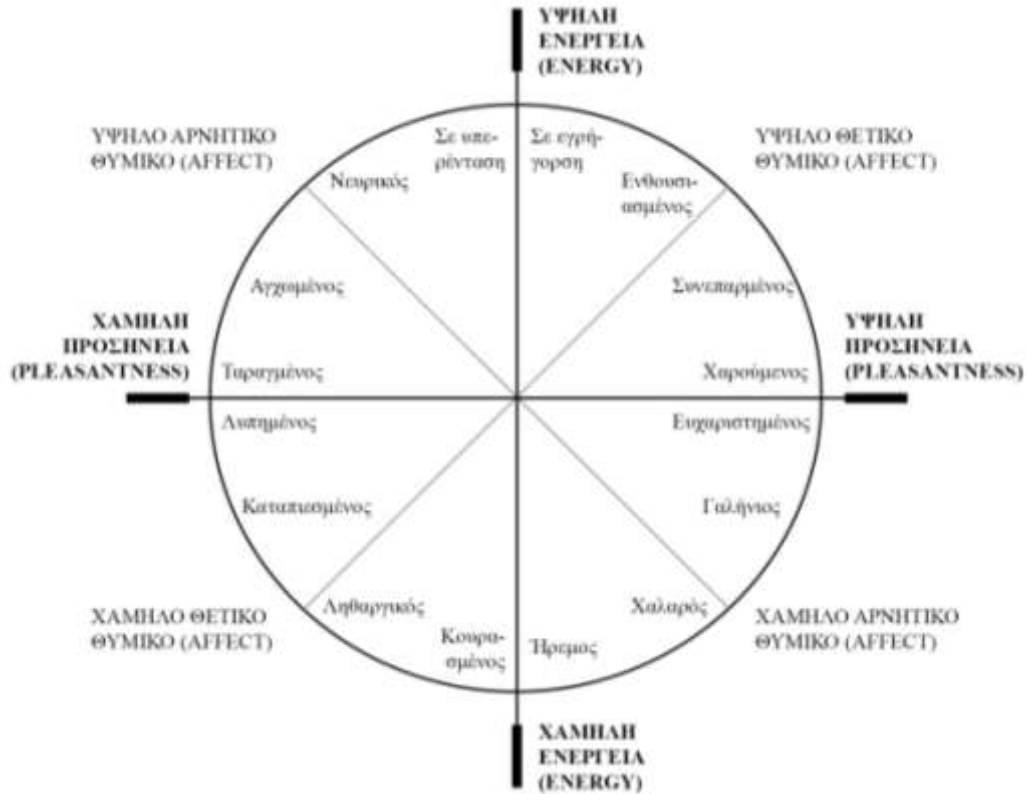 ΥΨΗΛΗ
ΕΝΕΡΓΕΙΑ
(ENERGY)
ΥΨΗΛΟ ΑΡΝΗΤΙΚΟ
ΘΥΜΙΚΟ (AFFECT)
Σε υπε-
ρένταση
Σε εγρή-
γορση
ΥΨΗΛΟ ΘΕΤΙΚΟ
ΘΥΜΙΚΟ (AFFECT)
Νευρικός
Ενθουσι-
ασμένος
Αγχωμένος
Συνεπαρμένος
ΧΑΜΗΛΗ
ΠΡΟΣΗΝΕΙΑ
(PLEASANTNESS)
ΥΨΗΛΗ
ΠΡΟΣΗΝΕΙΑ
(PLEASANTNESS)
Ταραγμένος
Χαρούμενος
Λυπημένος
Ευχαριστημένος
Καταπιεσμένος
Γαλήνιος
ΧΑΜΗΛΟ ΘΕΤΙΚΟ
ΘΥΜΙΚΟ (AFFECT)
Ληθαργικός
Χαλαρός
ΧΑΜΗΛΟ ΑΡΝΗΤΙΚΟ
ΘΥΜΙΚΟ (AFFECT)
Κουρα-
σμένος
Ήρεμος
ΧΑΜΗΛΗ
ΕΝΕΡΓΕΙΑ
(ENERGY)